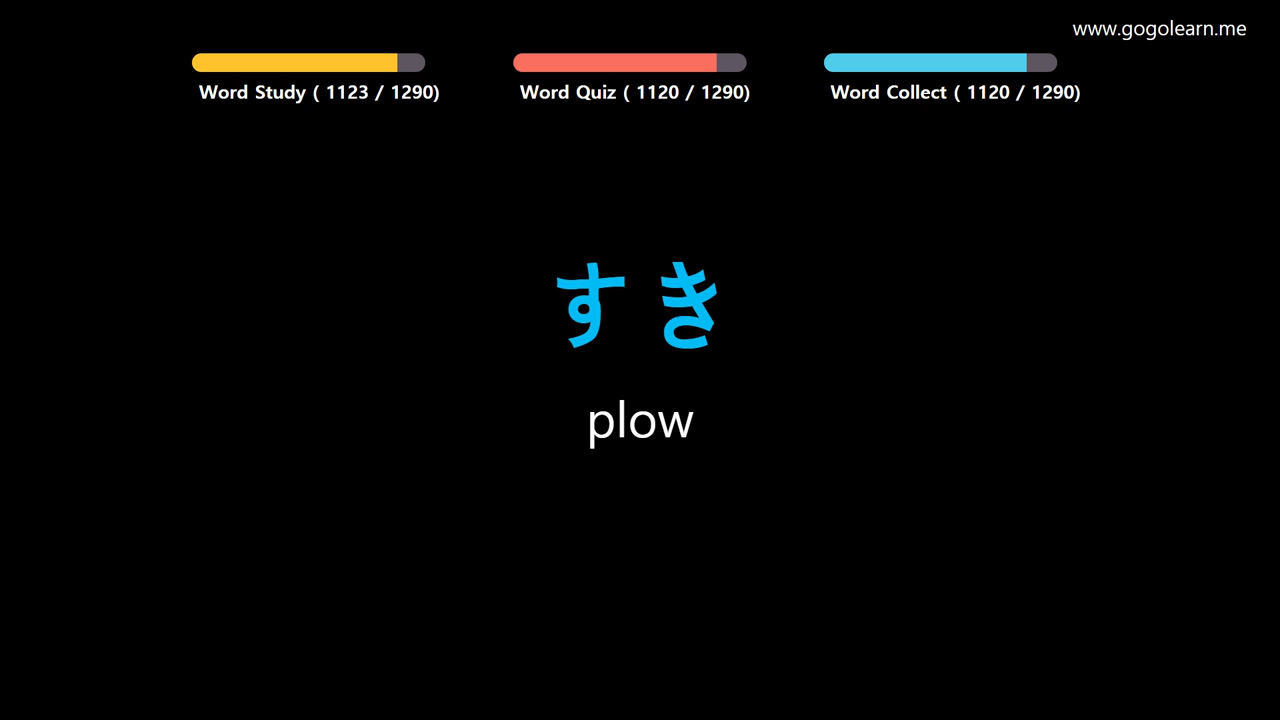 www.gogolearn.me
Word Study ( 1123 / 1290)
Word Quiz ( 1120 / 1290)
Word Collect ( 1120 / 1290)
すき
plow